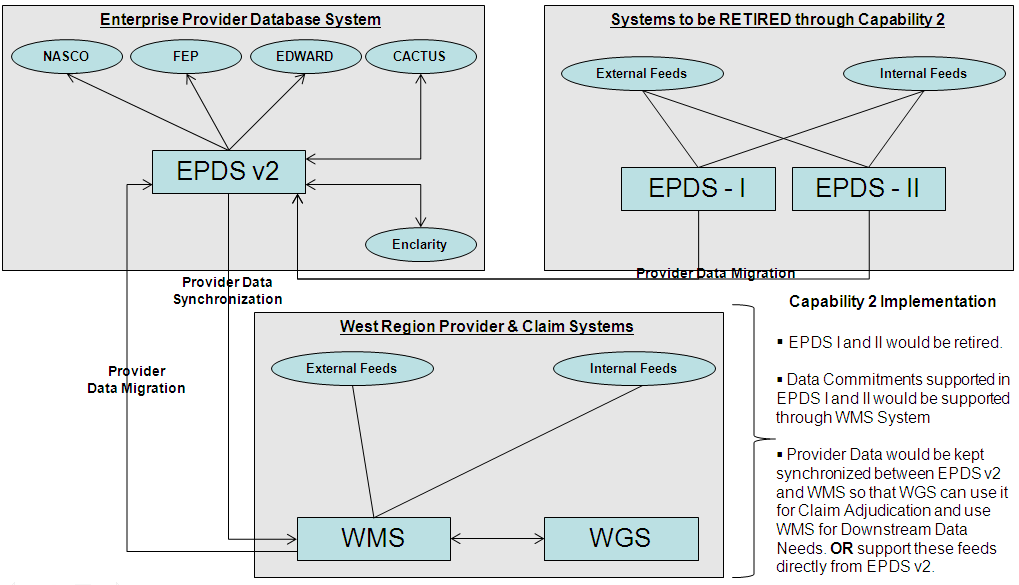 Enterprise Provider Database System
NASCO
FEP
EDWARD
CACTUS
EPDS v2
Enclarity
Systems to be RETIRED through Capability 2
External Feeds
Internal Feeds
EPDS - I
EPDS - II
Provider Data Migration
Provider Data
Synchronization
Provider
Data Migration
West Region Provider & Claim Systems
External Feeds
Internal Feeds
WMS
WGS
Capability 2 Implementation
▪ EPDS I and II would be retired.
▪ Data Commitments supported in
EPDS I and II would be supported
through WMS System
▪ Provider Data would be kept
synchronized between EPDS v2
and WMS so that WGS can use it
for Claim Adjudication and use
WMS for Downstream Data
Needs. OR support these feeds
directly from EPDS v2.